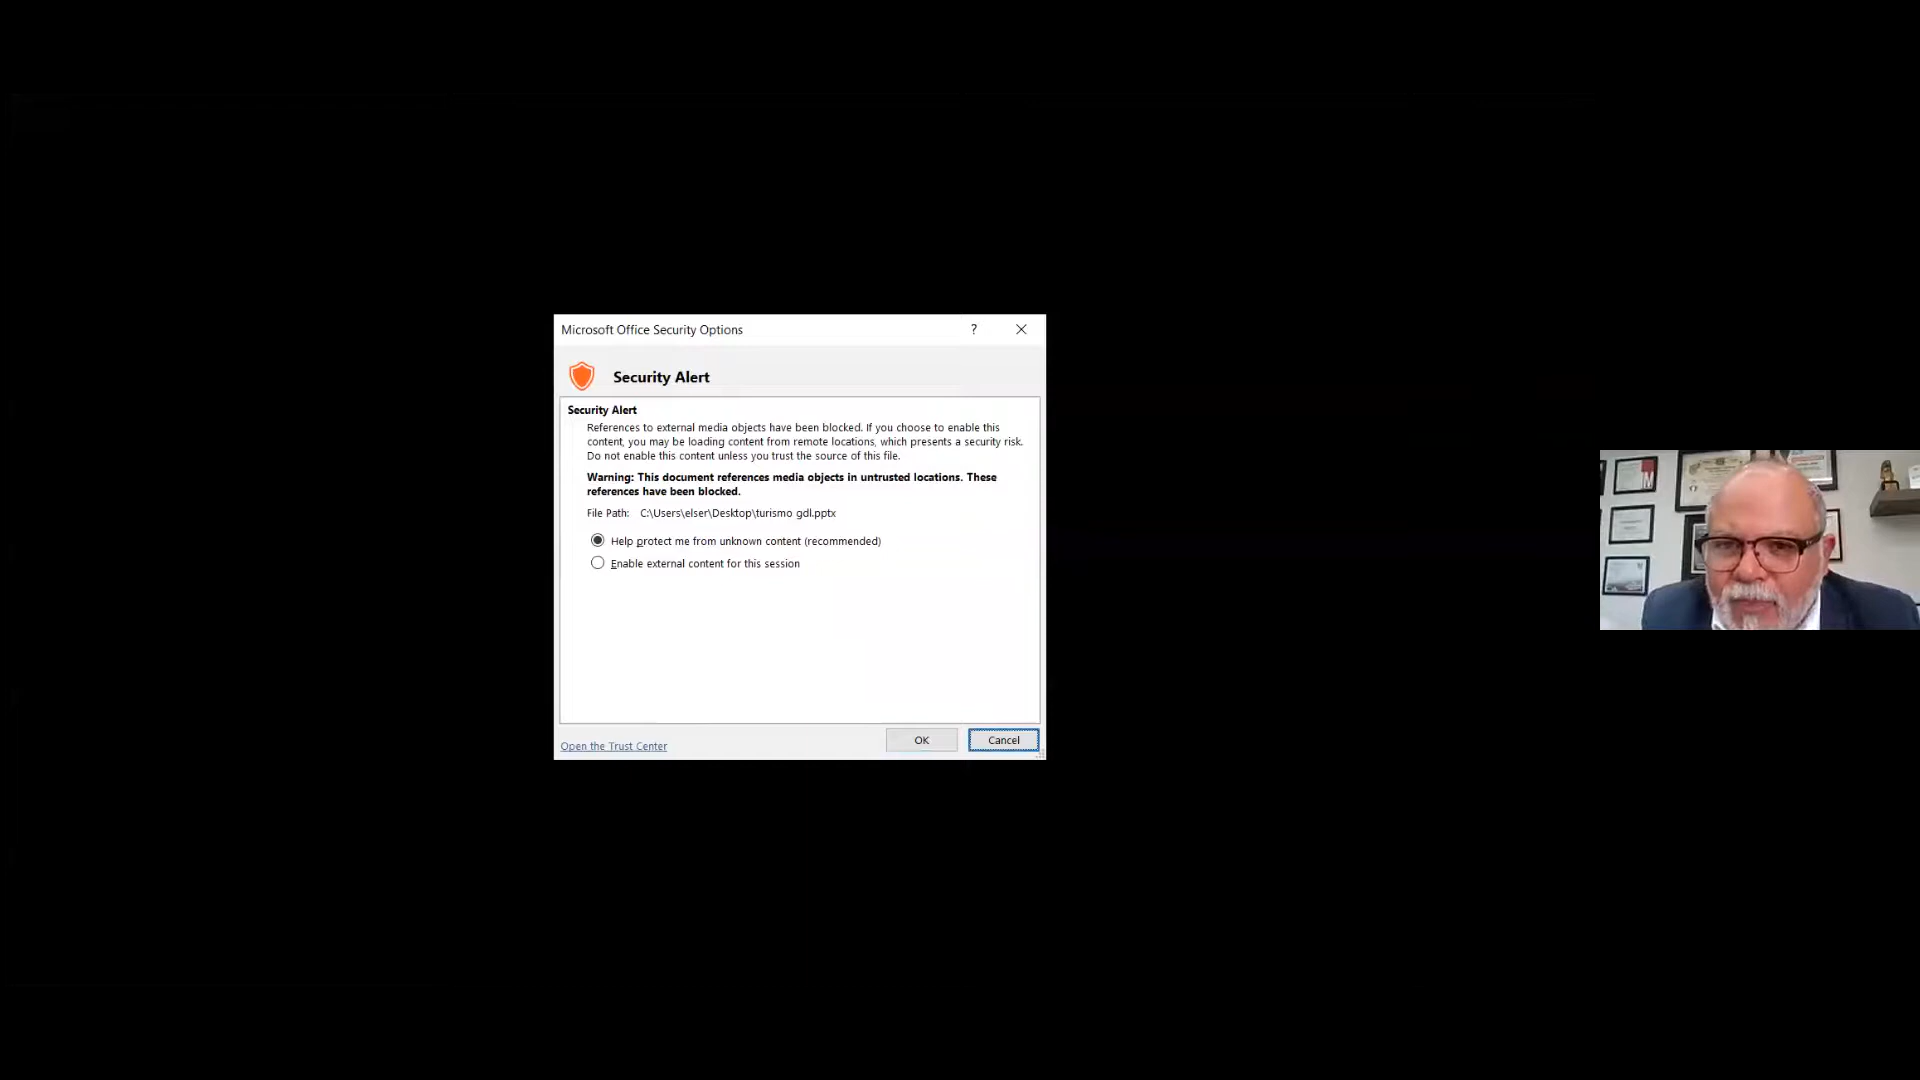 Microsoft Office Security Options
Security Alert
Security Alert
References to external media objects have been blocked. If you choose to enable this
content, you may be loading content from remote locations, which presents a security risk.
Do not enable this content unless you trust the source of this file.
Warning: This document references media objects in untrusted locations. These
references have been blocked.
File Path: C:\Users\elser\Desktop\turismo gdl.pptx
Help protect me from unknown content (recommended)
Enable external content for this session
Open the Trust Center
OK
Cancel